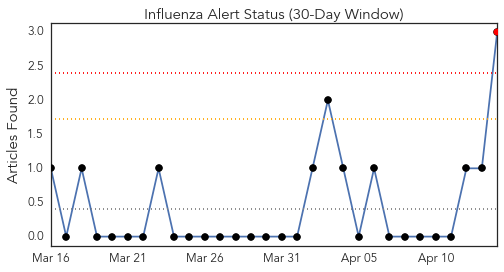 Influenza Alert Status (30-Day Window)
3.0
2.5
2.0
1.5
1.0
0.5
0.0
Articles Found
Mar 16
Mar 21
Mar 26
Mar 31
Apr 05
Apr 10